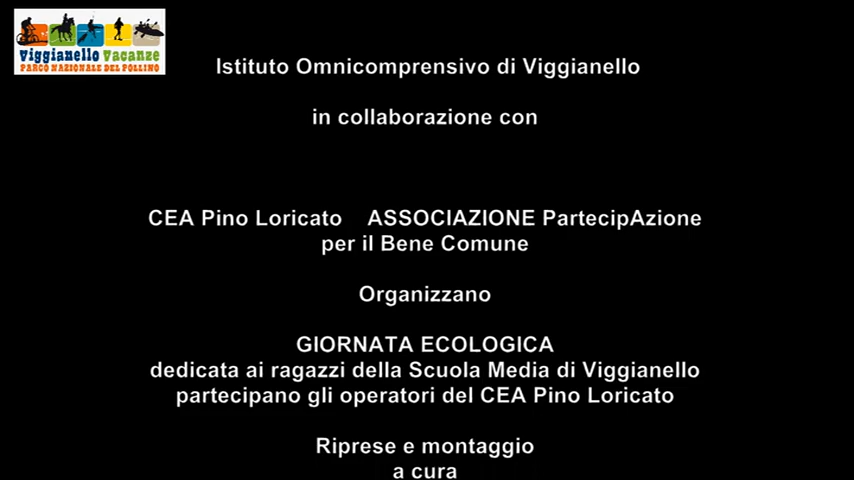 Viggianello Vacanze
PARCO NAZIONALE DEL POLLINO
Istituto Omnicomprensivo di Viggianello
in collaborazione con
CEA Pino Loricato ASSOCIAZIONE PartecipAzione
per il Bene Comune
Organizzano
GIORNATA ECOLOGICA
dedicata ai ragazzi della Scuola Media di Viggianello
partecipano gli operatori del CEA Pino Loricato
Riprese e montaggio
a cura